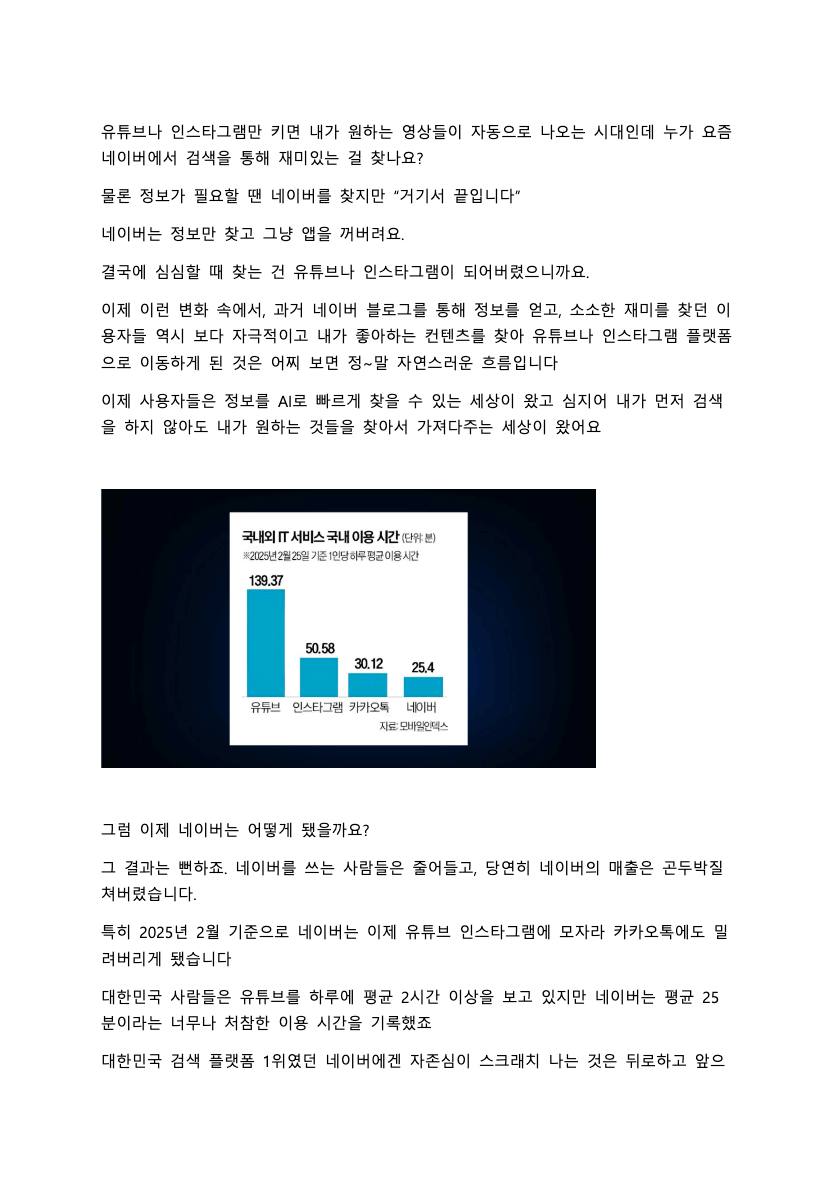 유튜브나 인스타그램만 키면 내가 원하는 영상들이 자동으로 나오는 시대인데 누가 요즘
네이버에서 검색을 통해 재미있는 걸 찾나요?
물론 정보가 필요할 땐 네이버를 찾지만 “거기서 끝입니다”
네이버는 정보만 찾고 그냥 앱을 꺼버려요.
결국에 심심할 때 찾는 건 유튜브나 인스타그램이 되어버렸으니까요.
이제 이런 변화 속에서, 과거 네이버 블로그를 통해 정보를 얻고, 소소한 재미를 찾던 이
용자들 역시 보다 자극적이고 내가 좋아하는 컨텐츠를 찾아 유튜브나 인스타그램 플랫폼
으로 이동하게 된 것은 어찌 보면 정~말 자연스러운 흐름입니다
이제 사용자들은 정보를 AI로 빠르게 찾을 수 있는 세상이 왔고 심지어 내가 먼저 검색
을 하지 않아도 내가 원하는 것들을 찾아서 가져다주는 세상이 왔어요
국내외 IT 서비스 국내 이용 시간 (단위: 분)
※2025년 2월 25일 기준 1인당 하루 평균 이용 시간
139.37
50.58
30.12
25.4
유튜브 인스타그램 카카오톡 네이버
자료: 모바일인덱스
그럼 이제 네이버는 어떻게 됐을까요?
그 결과는 뻔하죠. 네이버를 쓰는 사람들은 줄어들고, 당연히 네이버의 매출은 곤두박질
쳐버렸습니다.
특히 2025년 2월 기준으로 네이버는 이제 유튜브 인스타그램에 모자라 카카오톡에도 밀
려버리게 됐습니다
대한민국 사람들은 유튜브를 하루에 평균 2시간 이상을 보고 있지만 네이버는 평균 25
분이라는 너무나 처참한 이용 시간을 기록했죠
대한민국 검색 플랫폼 1위였던 네이버에겐 자존심이 스크래치 나는 것은 뒤로하고 앞으